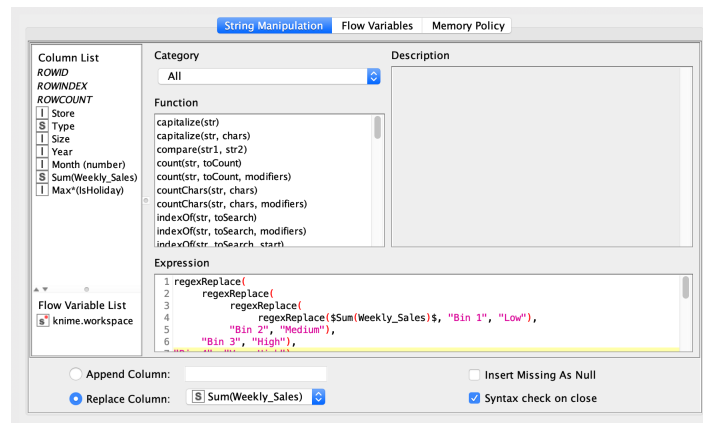 String Manipulation Flow Variables Memory Policy
Column List
ROWID
ROWINDEX
ROWCOUNT
I Store
S Type
I Size
I Year
I Month (number)
S Sum(Weekly_Sales)
I Max*(IsHoliday)
Flow Variable List
s knime.workspace
Category
All
Function
capitalize(str)
capitalize(str, chars)
compare(str1, str2)
count(str, toCount)
count(str, toCount, modifiers)
countChars(str, chars)
countChars(str, chars, modifiers)
indexOf(str, toSearch)
indexOf(str, toSearch, modifiers)
indexOf(str, toSearch, start)
Description
Expression
1 regexReplace(
2 regexReplace(
3 regexReplace(
4 regexReplace($Sum(Weekly_Sales)$, "Bin 1", "Low"),
5 "Bin 2", "Medium"),
6 "Bin 3", "High"),
Append Column:
Replace Column: S Sum(Weekly_Sales)
Insert Missing As Null
Syntax check on close